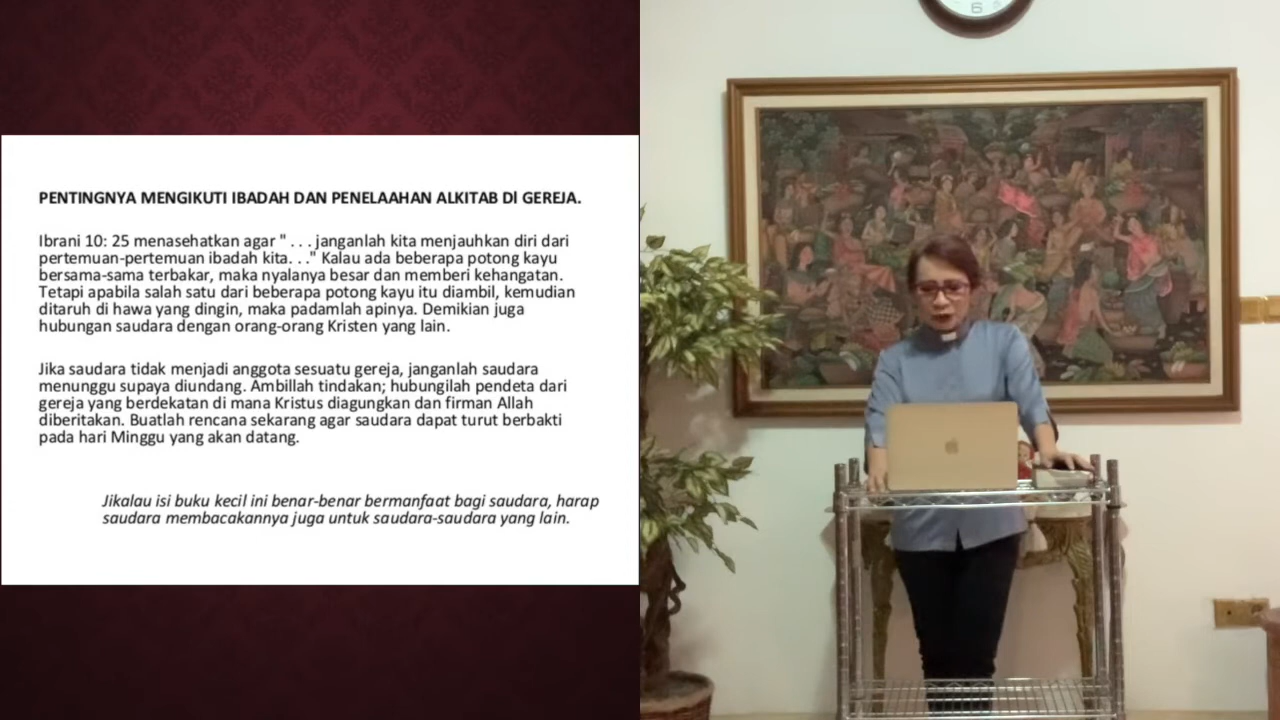 PENTINGNYA MENGIKUTI IBADAH DAN PENELAAHAN ALKITAB DI GEREJA.
Ibrani 10: 25 menasehatkan agar " . . . janganlah kita menjauhkan diri dari
pertemuan-pertemuan ibadah kita. . ." Kalau ada beberapa potong kayu
bersama-sama terbakar, maka nyalanya besar dan memberi kehangatan.
Tetapi apabila salah satu dari beberapa potong kayu itu diambil, kemudian
ditaruh di hawa yang dingin, maka padamlah apinya. Demikian juga
hubungan saudara dengan orang-orang Kristen yang lain.
Jika saudara tidak menjadi anggota sesuatu gereja, janganlah saudara
menunggu supaya diundang. Ambillah tindakan; hubungilah pendeta dari
gereja yang berdekatan di mana Kristus diagungkan dan firman Allah
diberitakan. Buatlah rencana sekarang agar saudara dapat turut berbakti
pada hari Minggu yang akan datang.
Jikalau isi buku kecil ini benar-benar bermanfaat bagi saudara, harap
saudara membacakannya juga untuk saudara-saudara yang lain.
6